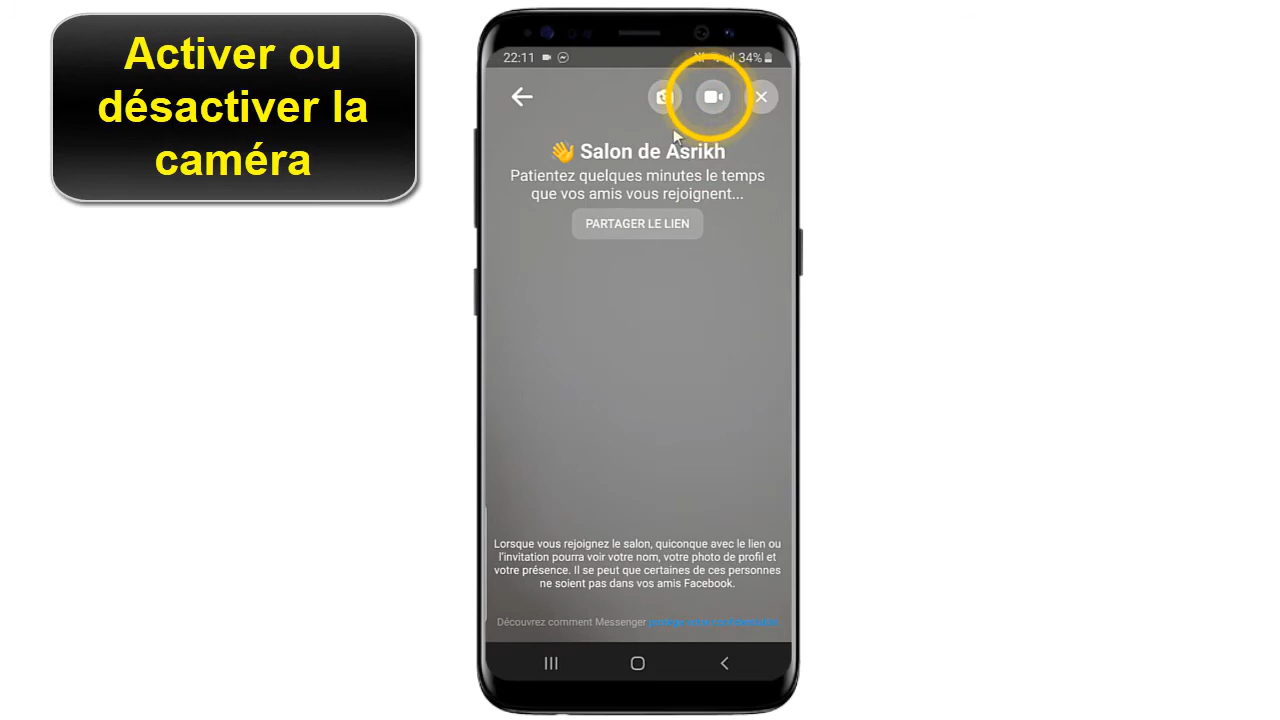 Activer ou
désactiver la
caméra
22:11
34%
👋 Salon de Asrikh
Patientez quelques minutes le temps
que vos amis vous rejoignent...
PARTAGER LE LIEN
Lorsque vous rejoignez le salon, quiconque avec le lien ou
l'invitation pourra voir votre nom, votre photo de profil et
votre présence. Il se peut que certaines de ces personnes
ne soient pas dans vos amis Facebook.
Découvrez comment Messenger